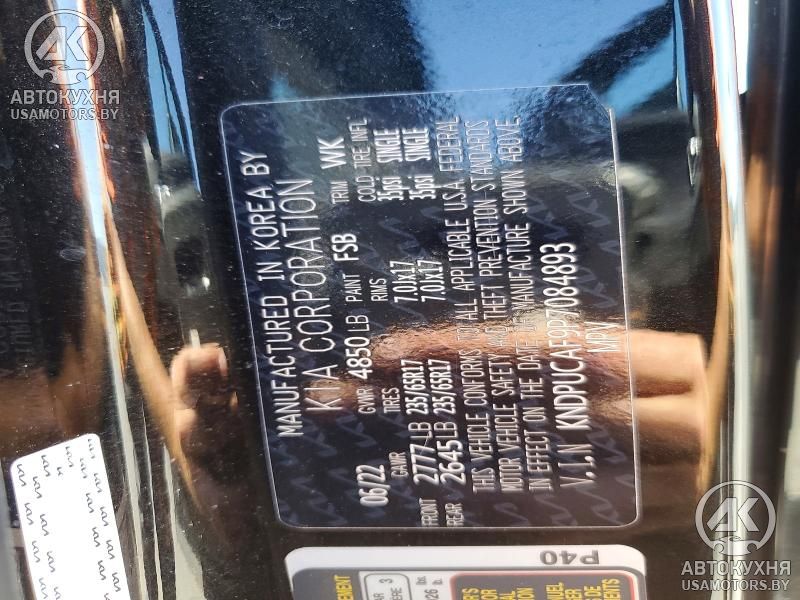 АВТОКУХНЯ
USAMOTORS.BY
MANUFACTURED IN KOREA BY
KIA CORPORATION
06/22 GVWR 4850 LB PAINT FSB TRIM WK
GAWR TIRES RIMS COLD TIRE INFL
FRONT 2777 LB 235/65R17 7.0Jx17 35psi SINGLE
REAR 2645 LB 235/65R17 7.0Jx17 35psi SINGLE
THIS VEHICLE CONFORMS TO ALL APPLICABLE U.S.A. FEDERAL
MOTOR VEHICLE SAFETY AND THEFT PREVENTION STANDARDS
IN EFFECT ON THE DATE OF MANUFACTURE SHOWN ABOVE.
V.I.N KNDPUCAF9P7084893
MPV
P40
АВТОКУХНЯ
USAMOTORS.BY